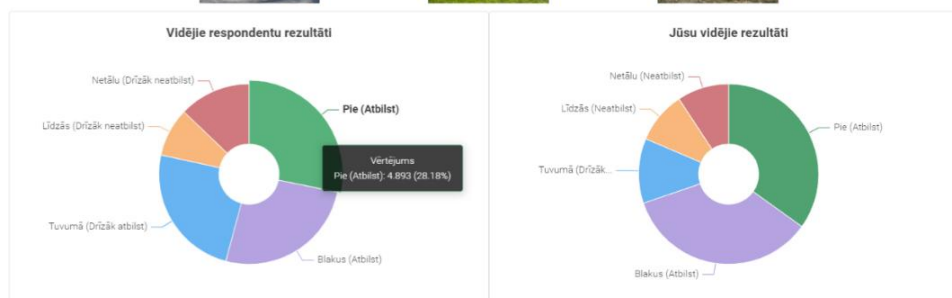 Vidējie respondentu rezultāti
Netālu (Drīzāk neatbilst)
Pie (Atbilst)
Līdzās (Drīzāk neatbilst)
Vērtējums
Pie (Atbilst): 4.893 (28.18%)
Tuvumā (Drīzāk atbilst)
Blakus (Atbilst)
Jūsu vidējie rezultāti
Netālu (Neatbilst)
Līdzās (Neatbilst)
Pie (Atbilst)
Tuvumā (Drīzāk...
Blakus (Atbilst)